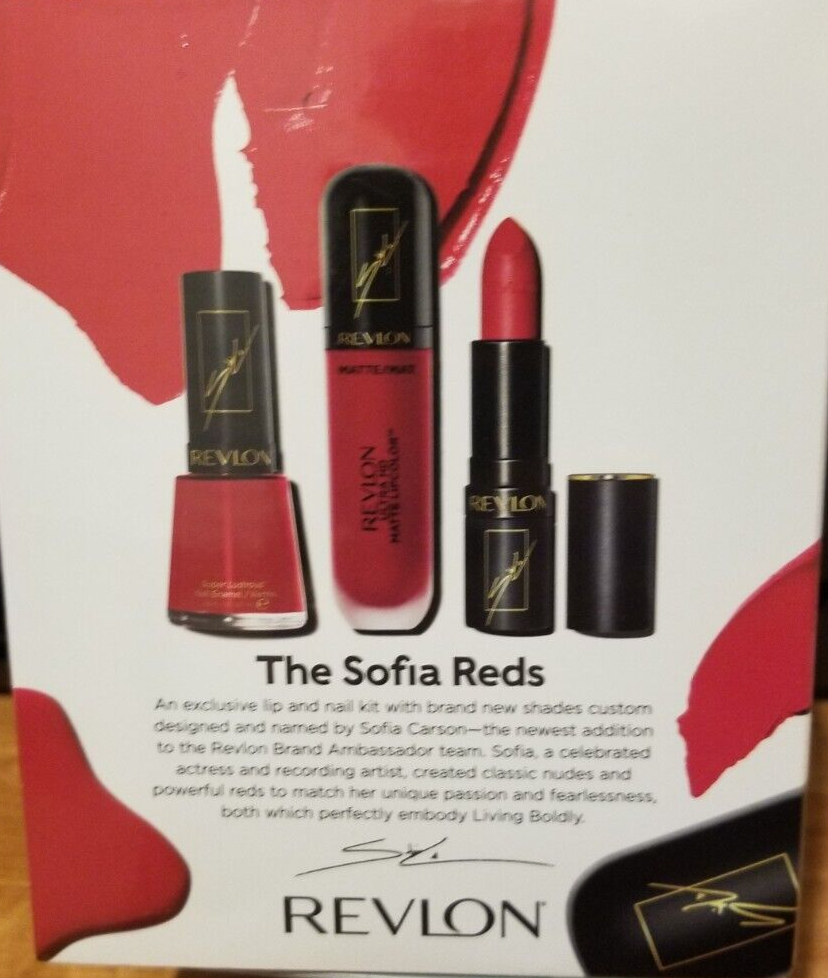 REVLON
MATTE/MAT
REVLON
ULTRA HD
MATTE LIPCOLOR™
REVLON
Super Lustrous
REVLON
The Sofia Reds
An exclusive lip and nail kit with brand new shades custom
designed and named by Sofia Carson—the newest addition
to the Revlon Brand Ambassador team. Sofia, a celebrated
actress and recording artist, created classic nudes and
powerful reds to match her unique passion and fearlessness,
both which perfectly embody Living Boldly.
REVLON